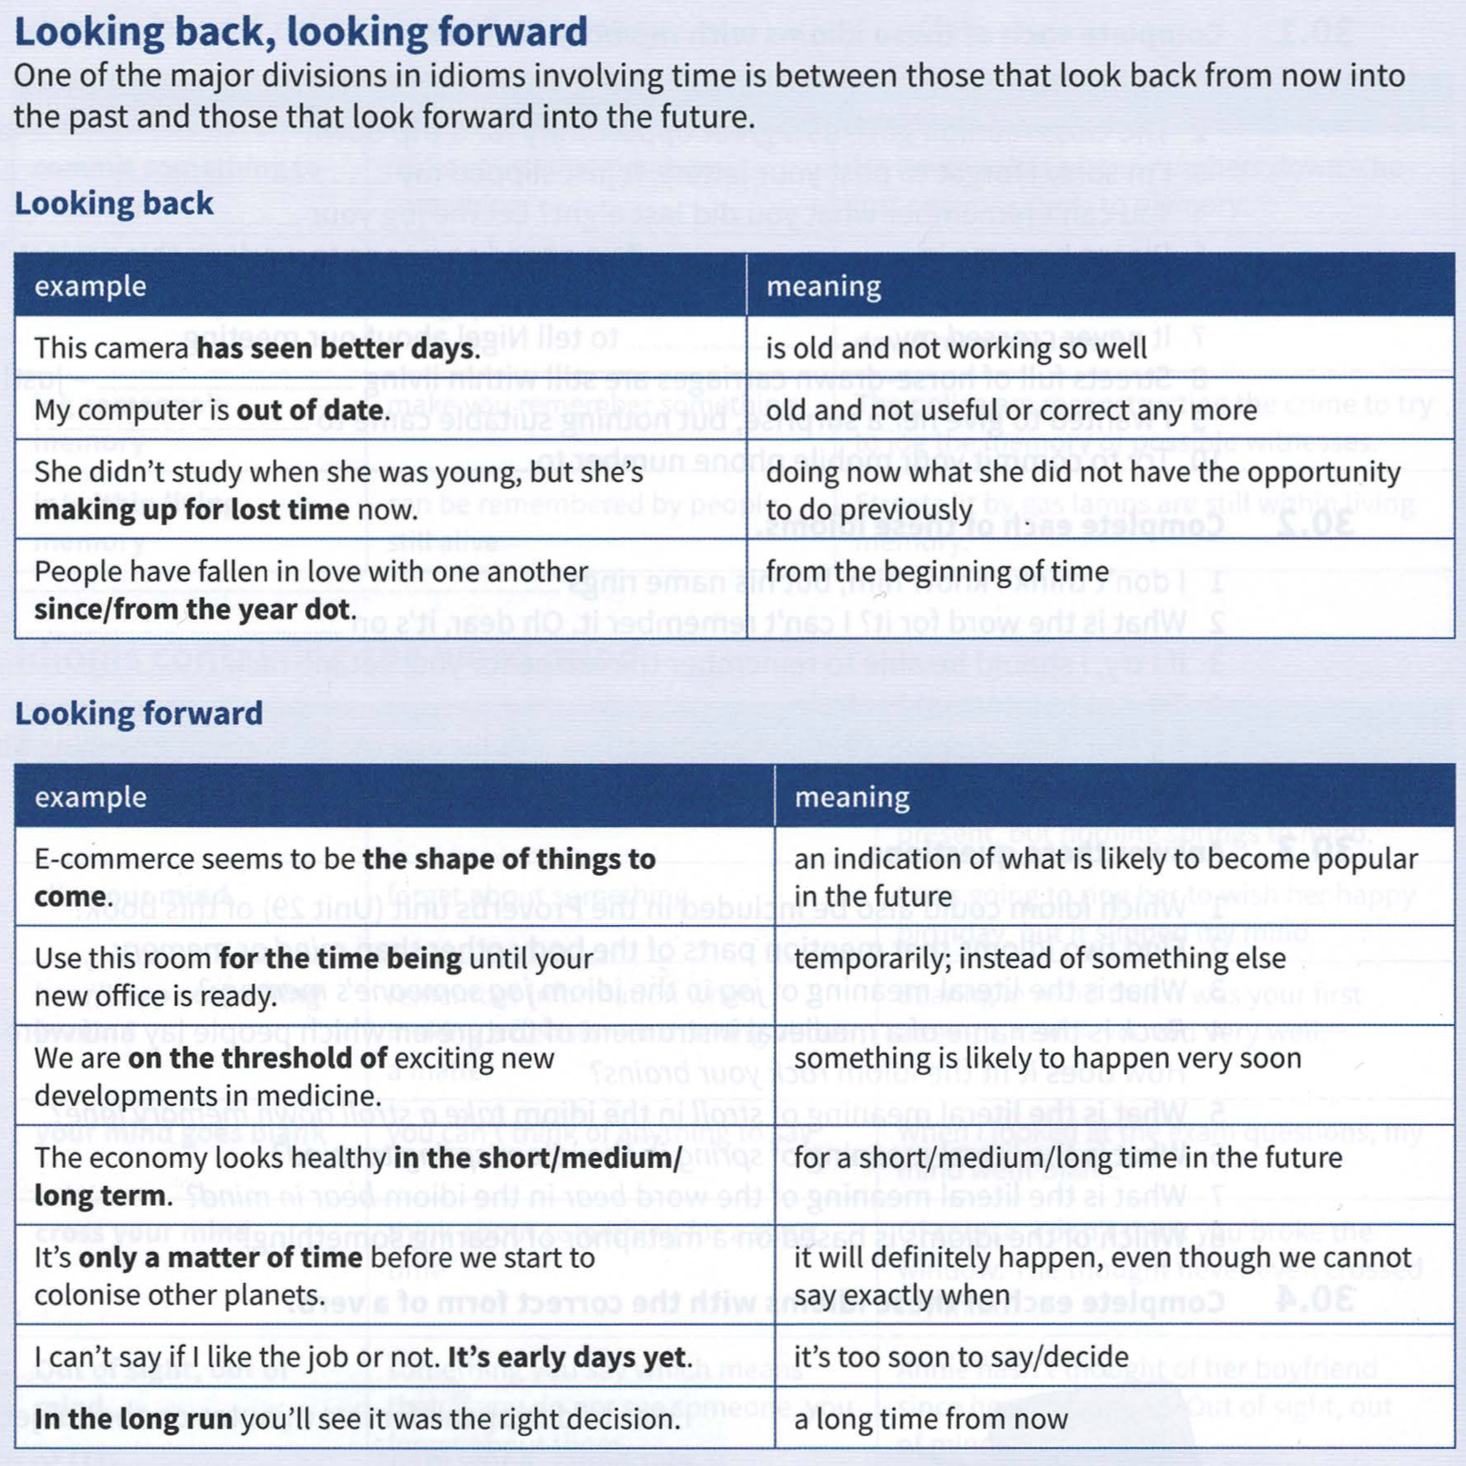 Looking back, looking forward
One of the major divisions in idioms involving time is between those that look back from now into
the past and those that look forward into the future.
Looking back
example
meaning
This camera has seen better days.
is old and not working so well
My computer is out of date.
old and not useful or correct any more
She didn't study when she was young, but she's
making up for lost time now.
doing now what she did not have the opportunity
to do previously
People have fallen in love with one another
since/from the year dot.
from the beginning of time
Looking forward
example
meaning
E-commerce seems to be the shape of things to
come.
an indication of what is likely to become popular
in the future
Use this room for the time being until your
new office is ready.
temporarily; instead of something else
We are on the threshold of exciting new
developments in medicine.
something is likely to happen very soon
The economy looks healthy in the short/medium/
long term.
for a short/medium/long time in the future
It's only a matter of time before we start to
colonise other planets.
it will definitely happen, even though we cannot
say exactly when
I can't say if I like the job or not. It's early days yet.
it's too soon to say/decide
In the long run you'll see it was the right decision.
a long time from now